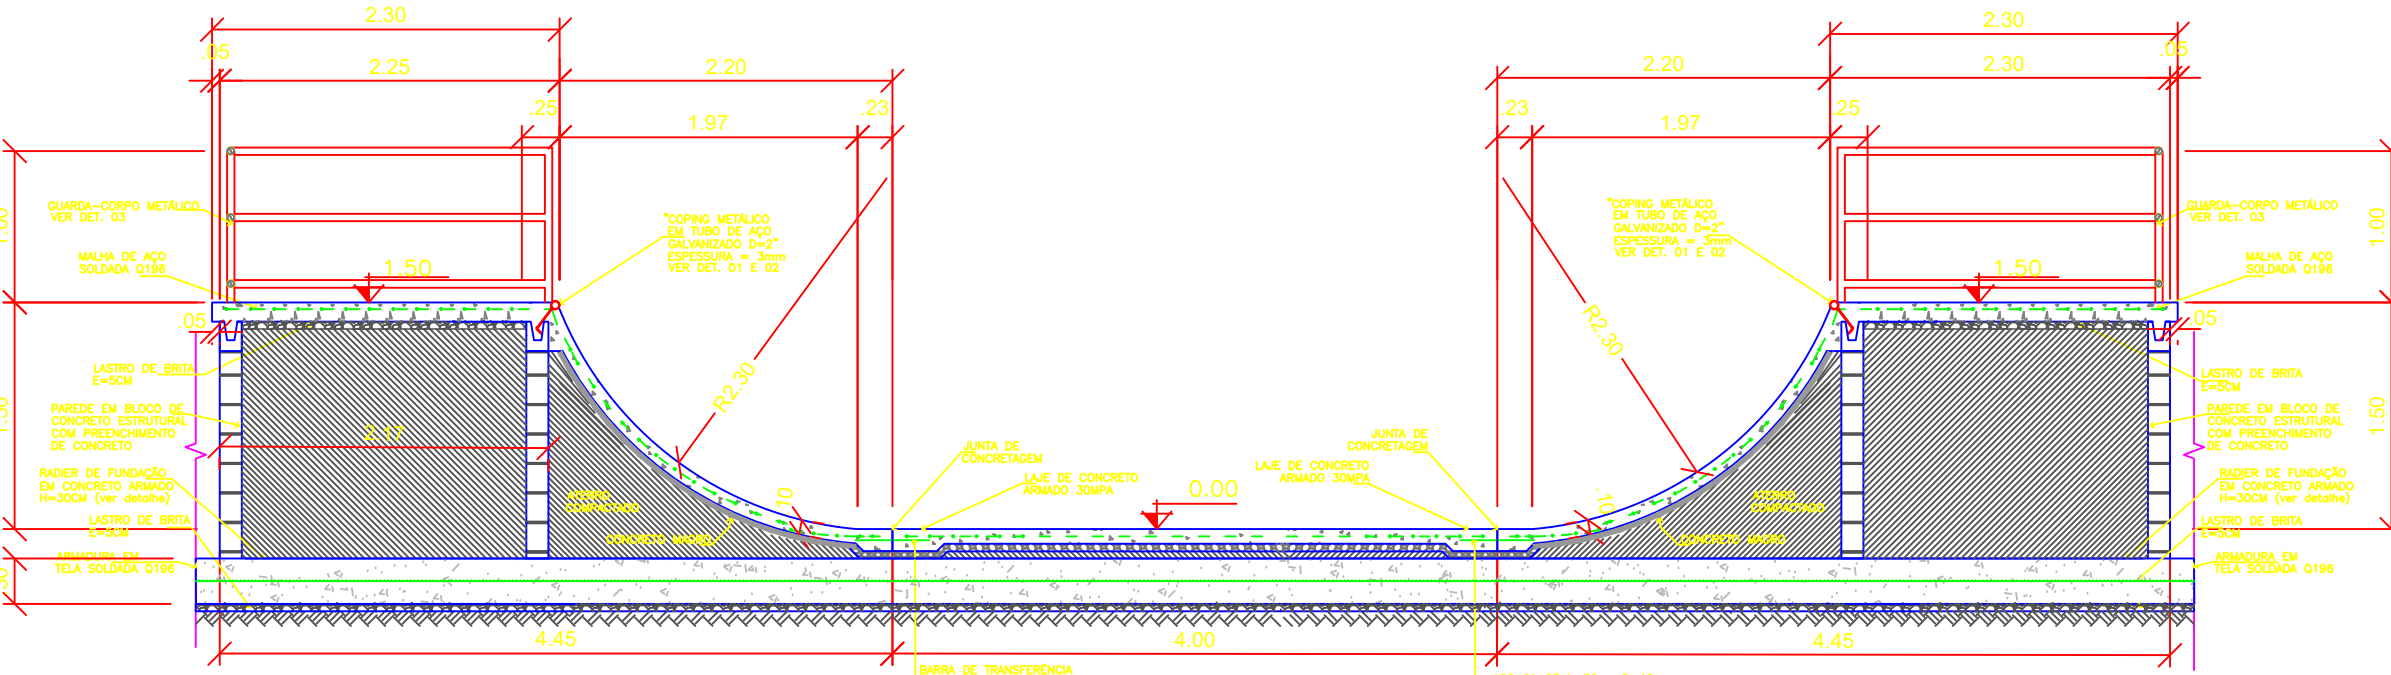 2.30
2.30
.05
2.25
2.20
2.20
2.30
.05
.25
1.97
.23
.23
1.97
.25
1.00
GUARDA-CORPO METÁLICO
VER DET. 03
MALHA DE AÇO
SOLDADA Q196
1.50
"COPING METÁLICO
EM TUBO DE AÇO
GALVANIZADO D=2"
ESPESSURA = 3mm
VER DET. 01 E 02
"COPING METÁLICO
EM TUBO DE AÇO
GALVANIZADO D=2"
ESPESSURA = 3mm
VER DET. 01 E 02
1.50
GUARDA-CORPO METÁLICO
VER DET. 03
1.00
MALHA DE AÇO
SOLDADA Q196
.05
.05
R2.30
R2.30
LASTRO DE BRITA
E=5CM
PAREDE EM BLOCO DE
CONCRETO ESTRUTURAL
COM PREENCHIMENTO
DE CONCRETO
2.17
RADIER DE FUNDAÇÃO
EM CONCRETO ARMADO
H=30CM (ver detalhe)
LASTRO DE BRITA
E=5CM
ARMADURA EM
TELA SOLDADA Q196
ATERRO
COMPACTADO
CONCRETO MAGRO
.10
JUNTA DE
CONCRETAGEM
LAJE DE CONCRETO
ARMADO 30MPA
0.00
JUNTA DE
CONCRETAGEM
LAJE DE CONCRETO
ARMADO 30MPA
.10
ATERRO
COMPACTADO
CONCRETO MAGRO
LASTRO DE BRITA
E=5CM
PAREDE EM BLOCO DE
CONCRETO ESTRUTURAL
COM PREENCHIMENTO
DE CONCRETO
1.50
RADIER DE FUNDAÇÃO
EM CONCRETO ARMADO
H=30CM (ver detalhe)
LASTRO DE BRITA
E=5CM
ARMADURA EM
TELA SOLDADA Q196
4.45
4.00
4.45
BARRA DE TRANSFERÊNCIA